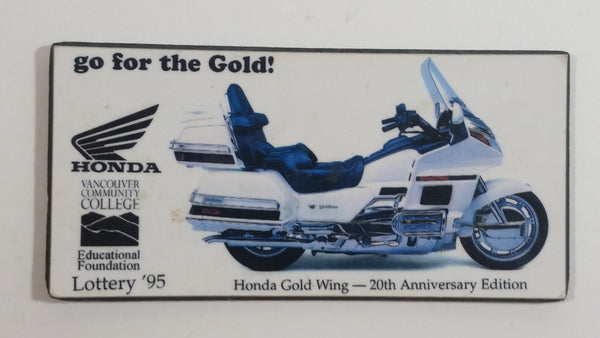 go for the Gold!
HONDA
VANCOUVER
COMMUNITY
COLLEGE
Educational
Foundation
Lottery '95
Honda Gold Wing — 20th Anniversary Edition